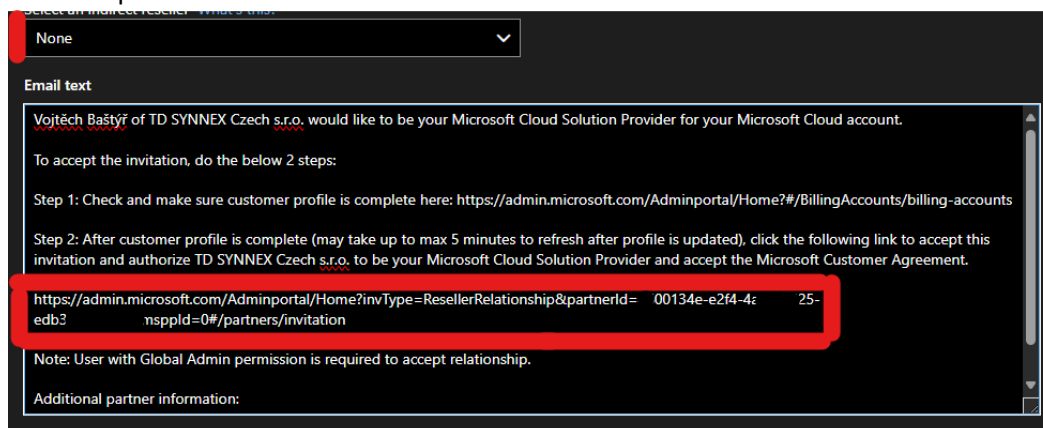 Select an indirect reseller What's this?
None
Email text
Vojtěch Baštýř of TD SYNNEX Czech s.r.o. would like to be your Microsoft Cloud Solution Provider for your Microsoft Cloud account.
To accept the invitation, do the below 2 steps:
Step 1: Check and make sure customer profile is complete here: https://admin.microsoft.com/Adminportal/Home?#/BillingAccounts/billing-accounts
Step 2: After customer profile is complete (may take up to max 5 minutes to refresh after profile is updated), click the following link to accept this
invitation and authorize TD SYNNEX Czech s.r.o. to be your Microsoft Cloud Solution Provider and accept the Microsoft Customer Agreement.
https://admin.microsoft.com/Adminportal/Home?invType=ResellerRelationship&partnerId= 00134e-e2f4-4 25-
edb msppId=0#/partners/invitation
Note: User with Global Admin permission is required to accept relationship.
Additional partner information: